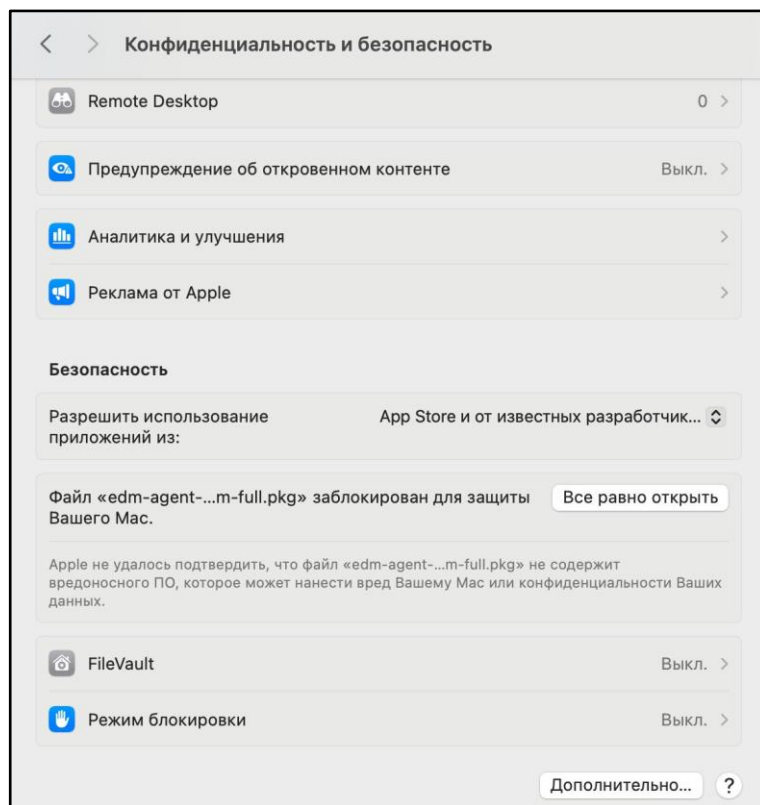 Конфиденциальность и безопасность
Remote Desktop 0
Предупреждение об откровенном контенте Выкл.
Аналитика и улучшения
Реклама от Apple
Безопасность
Разрешить использование приложений из: App Store и от известных разработчик...
Файл «edm-agent-...m-full.pkg» заблокирован для защиты
Вашего Mac.
Все равно открыть
Apple не удалось подтвердить, что файл «edm-agent-...m-full.pkg» не содержит
вредоносного ПО, которое может нанести вред Вашему Mac или конфиденциальности Ваших
данных.
FileVault Выкл.
Режим блокировки Выкл.
Дополнительно... ?